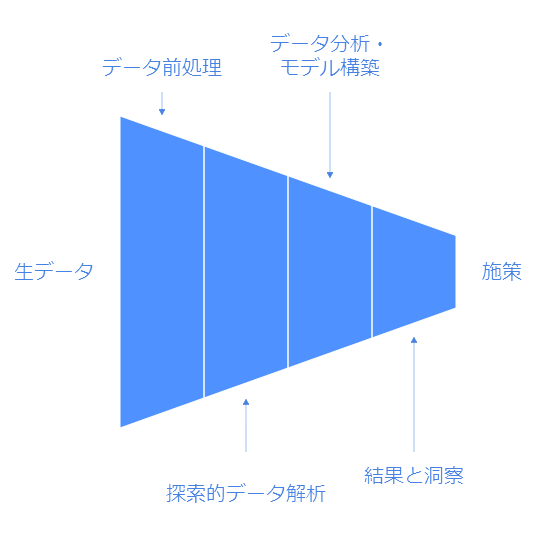 データ分析・
モデル構築
データ前処理
生データ
施策
結果と洞察
探索的データ解析